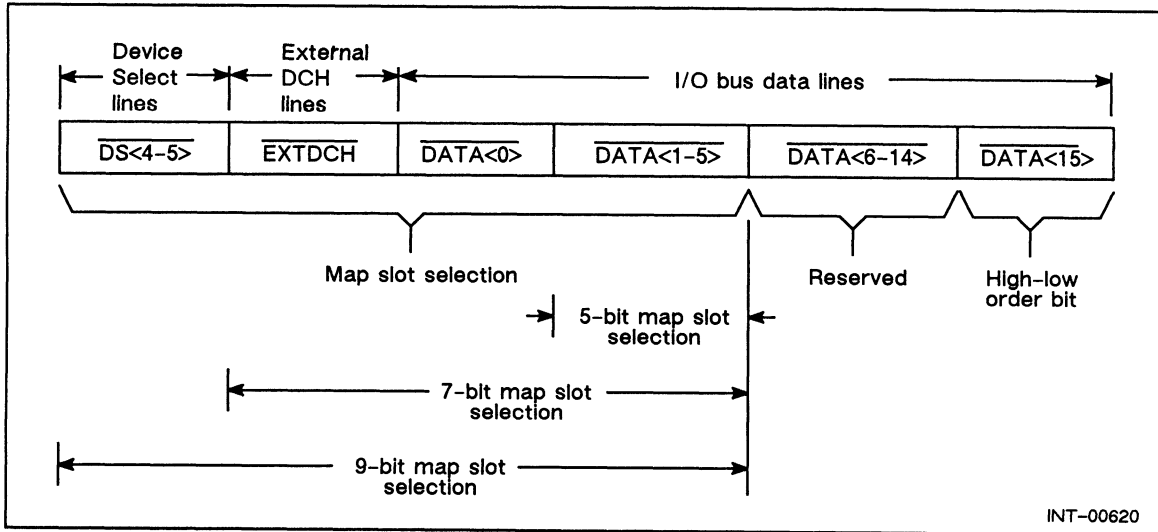 Device
Select
lines
External
DCH
lines
I/O bus data lines
DS<4-5>
EXTDCH
DATA<0>
DATA<1-5>
DATA<6-14>
DATA<15>
Map slot selection
Reserved
High-low
order bit
5-bit map slot
selection
7-bit map slot
selection
9-bit map slot
selection
INT-00620